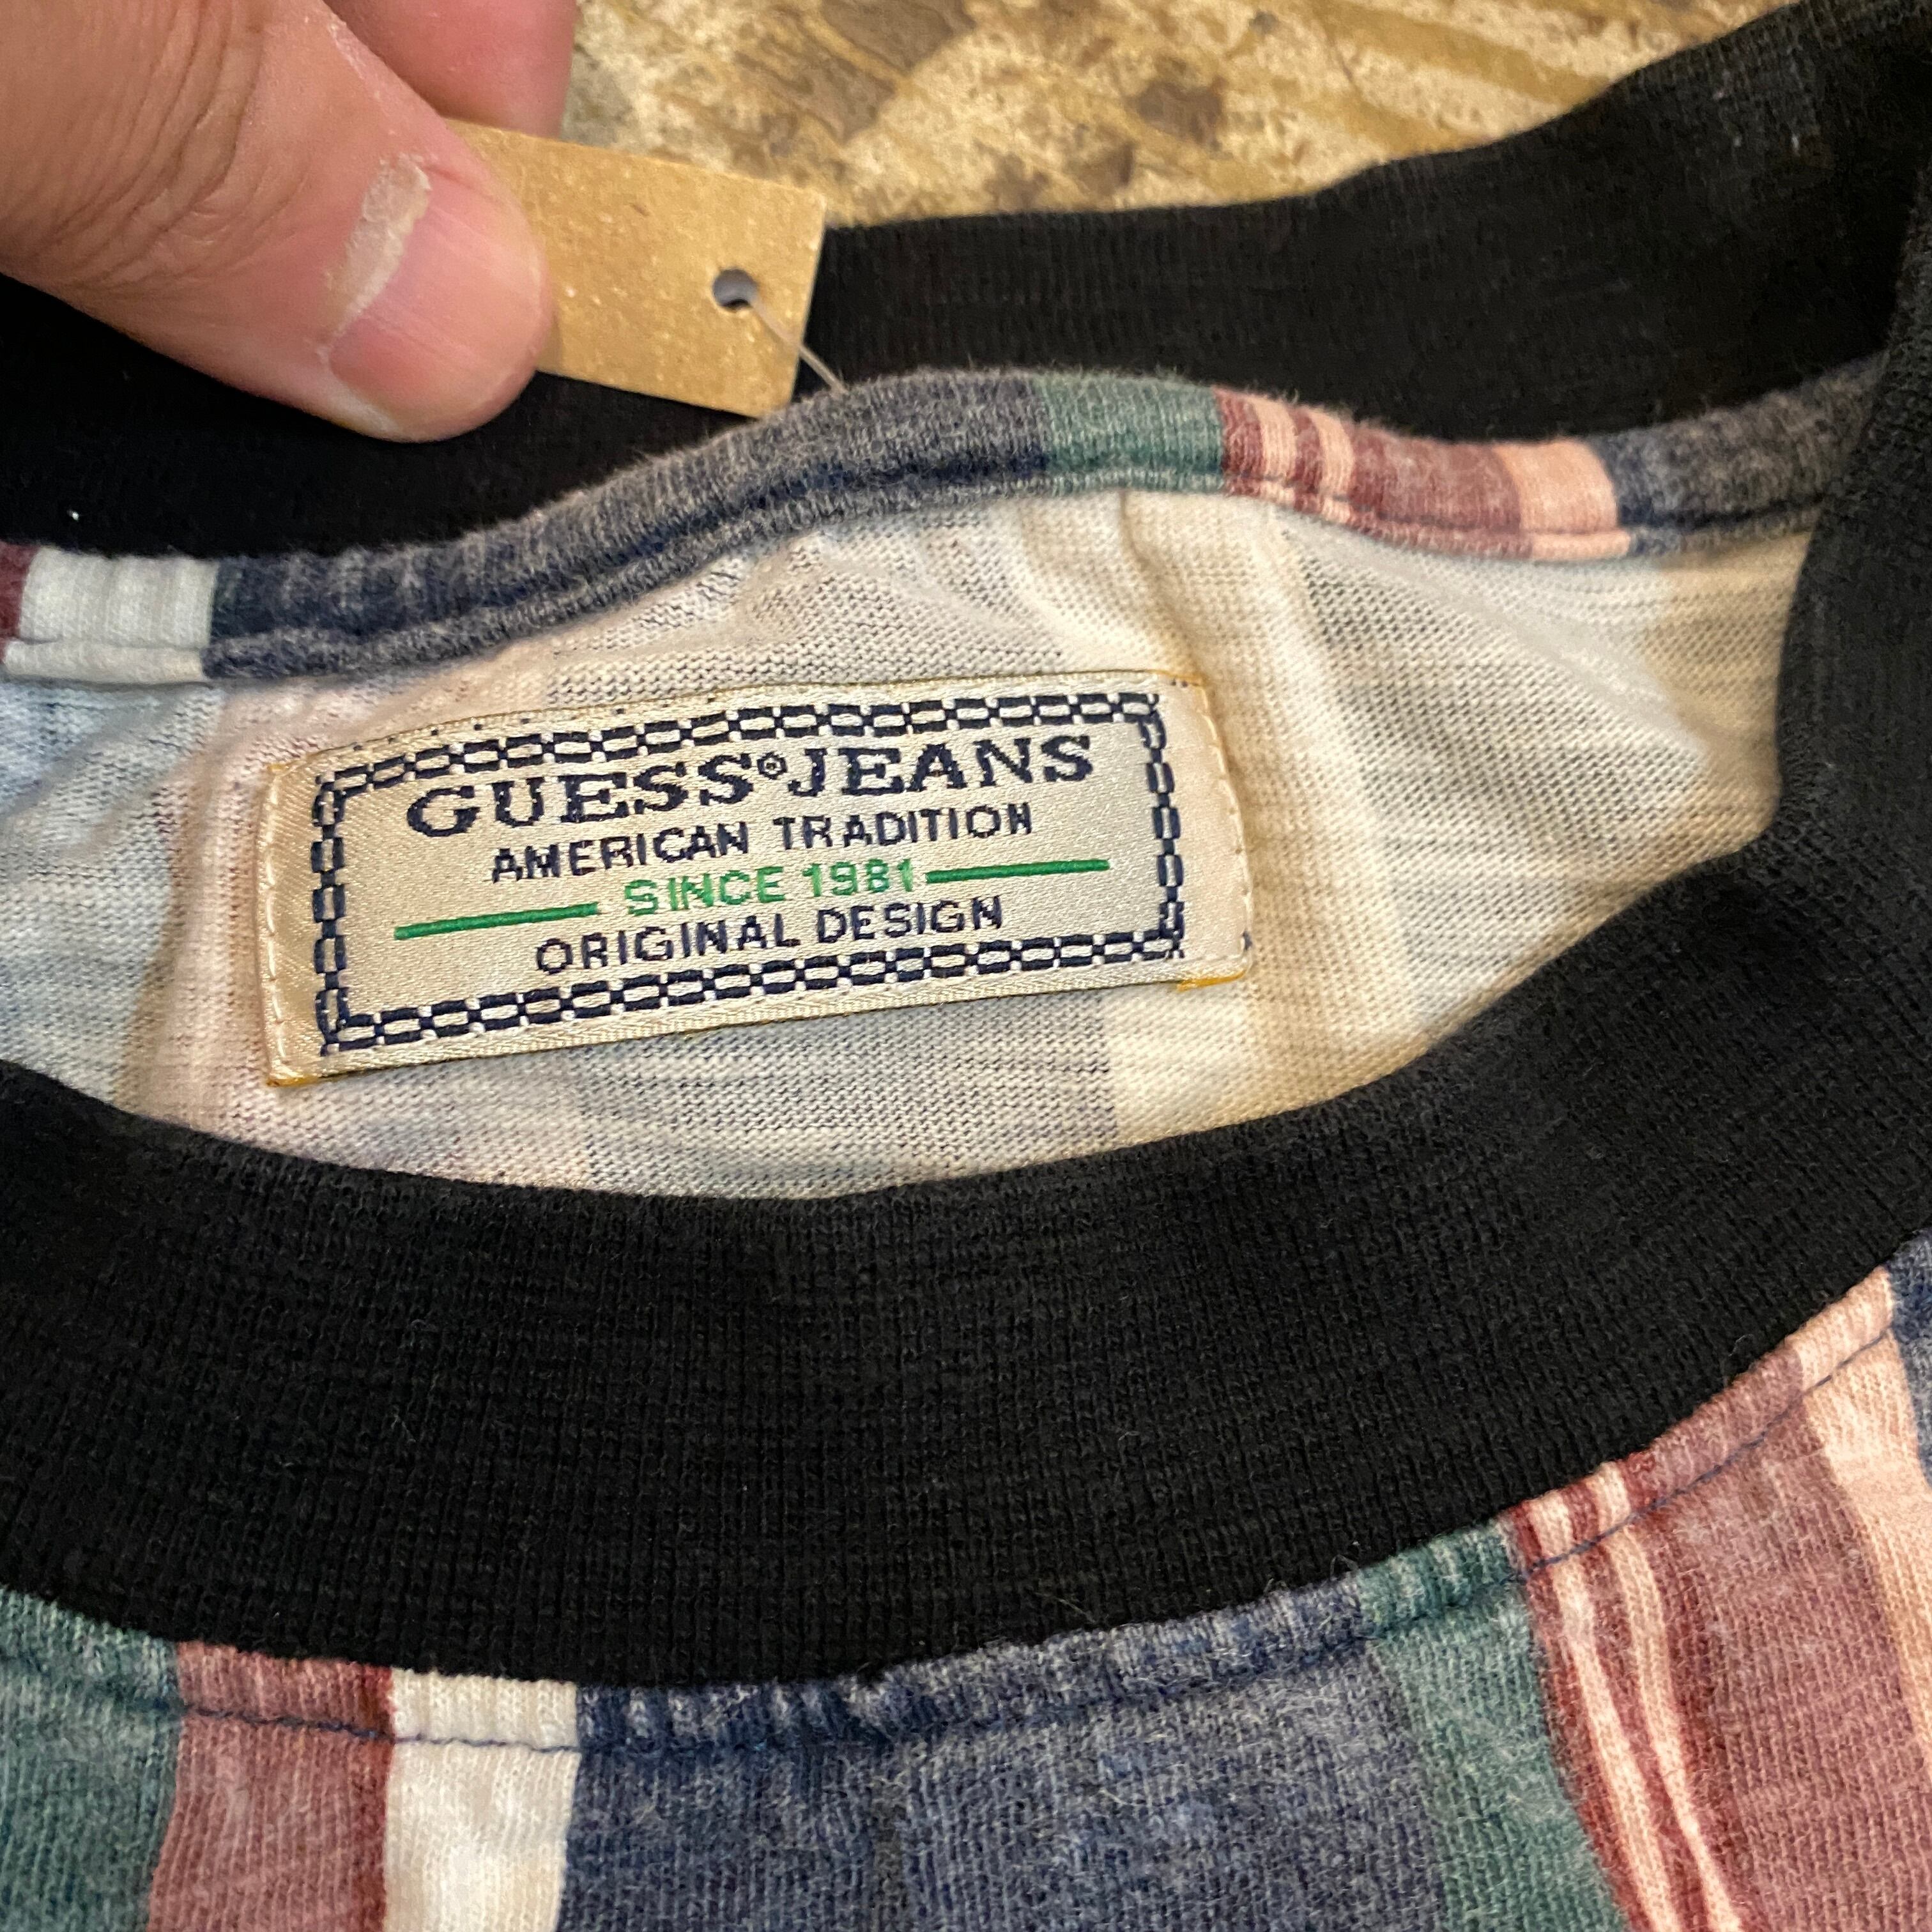 GUESS®JEANS
AMERICAN TRADITION
SINCE 1981
ORIGINAL DESIGN